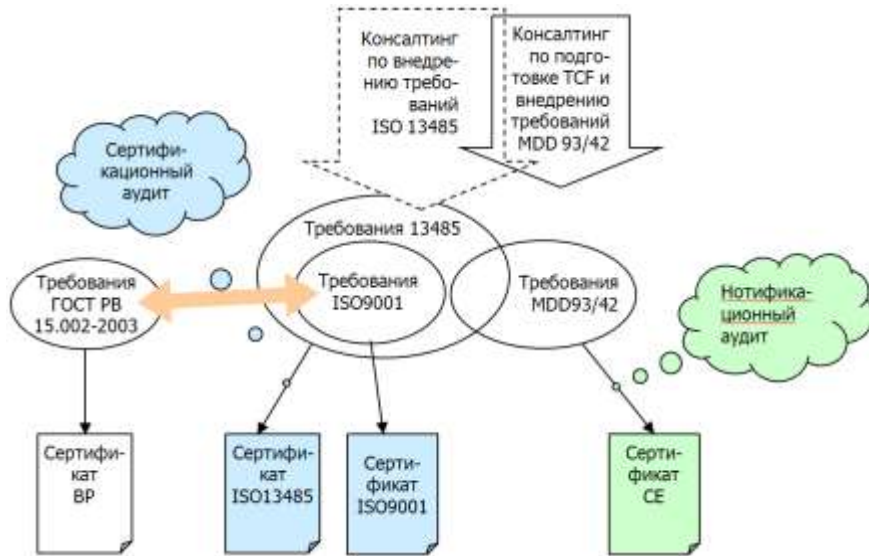 Консалтинг
по внедре-
нию требо-
ваний
ISO 13485
Консалтинг
по подго-
товке TCF и
внедрению
требований
MDD 93/42
Сертифи-
кационный
аудит
Требования 13485
Требования
ISO9001
Требования
ГОСТ РВ
15.002-2003
Требования
MDD93/42
Нотифика-
ционный
аудит
Сертифи-
кат
ВР
Сертифи-
кат
ISO13485
Серти-
фикат
ISO9001
Серти-
фикат
CE